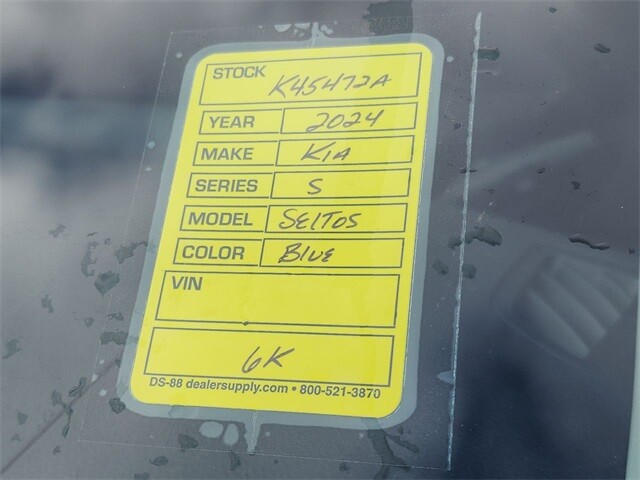 STOCK K45472A
YEAR 2024
MAKE KIA
SERIES S
MODEL SELTOS
COLOR BLUE
VIN
6K
DS-88 dealersupply.com • 800-521-3870